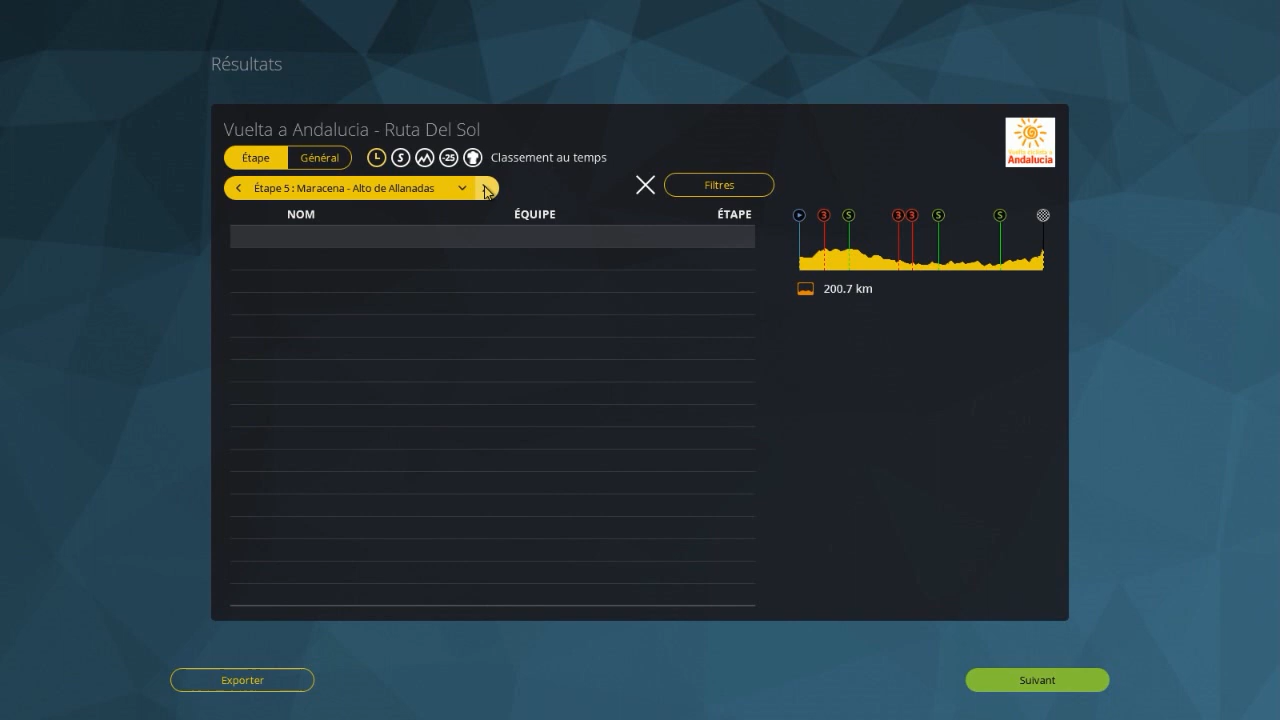 Résultats
Vuelta a Andalucia - Ruta Del Sol
Étape Général S -25 Classement au temps
Étape 5 : Maracena - Alto de Allanadas
Filtres
NOM ÉQUIPE ÉTAPE
3 S 3 3 S S
200.7 km
Andalucia
Exporter
Suivant